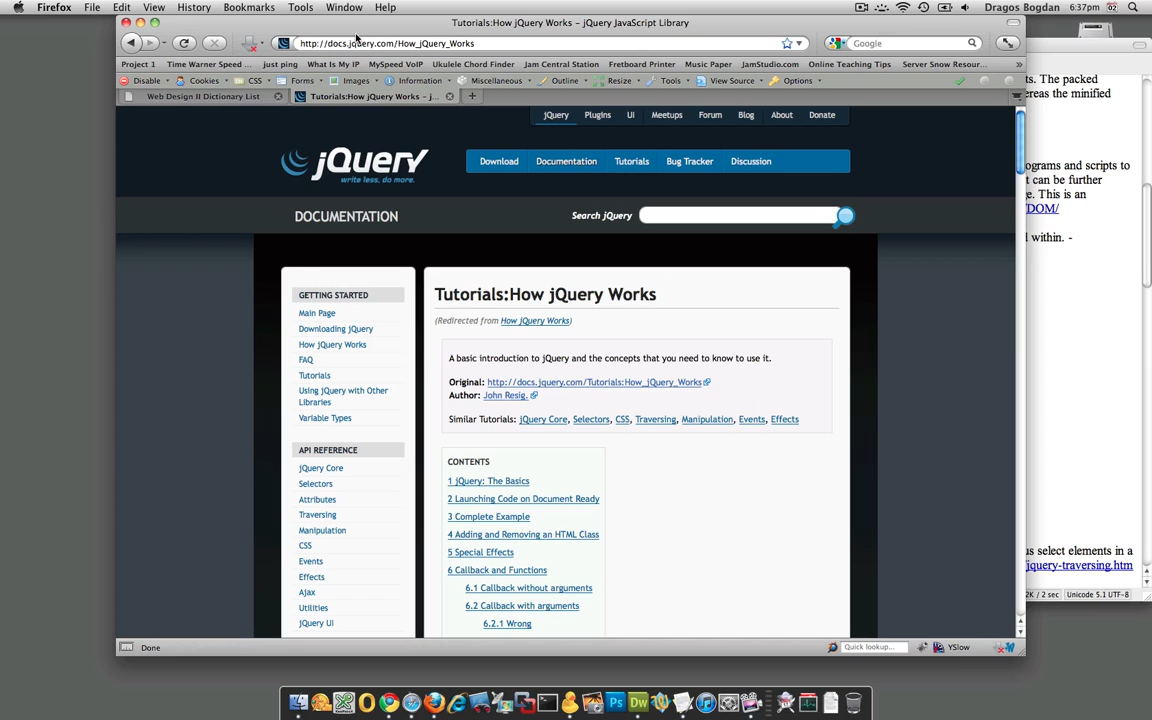 Firefox File Edit View History Bookmarks Tools Window Help Dragos Bogdan 6:37pm
Tutorials:How jQuery Works - jQuery JavaScript Library
http://docs.jquery.com/How_jQuery_Works Google
Project 1 Time Warner Speed ... just ping What Is My IP MySpeed VoIP Ukulele Chord Finder Jam Central Station Fretboard Printer Music Paper JamStudio.com Online Teaching Tips Server Snow Resour... »
Disable Cookies CSS Forms Images Information Miscellaneous Outline Resize Tools View Source Options
Web Design II Dictionary List Tutorials:How jQuery Works - j...
ts. The packed
ereas the minified
jQuery Plugins UI Meetups Forum Blog About Donate
jQuery
write less, do more.
Download Documentation Tutorials Bug Tracker Discussion
ograms and scripts to
t can be further
ge. This is an
/DOM/
d within. -
DOCUMENTATION Search jQuery
GETTING STARTED
Main Page
Downloading jQuery
How jQuery Works
FAQ
Tutorials
Using jQuery with Other
Libraries
Variable Types
API REFERENCE
jQuery Core
Selectors
Attributes
Traversing
Manipulation
CSS
Events
Effects
Ajax
Utilities
jQuery UI
Tutorials:How jQuery Works
(Redirected from How jQuery Works)
A basic introduction to jQuery and the concepts that you need to know to use it.
Original: http://docs.jquery.com/Tutorials:How_jQuery_Works
Author: John Resig.
Similar Tutorials: jQuery Core, Selectors, CSS, Traversing, Manipulation, Events, Effects
CONTENTS
1 jQuery: The Basics
2 Launching Code on Document Ready
3 Complete Example
4 Adding and Removing an HTML Class
5 Special Effects
6 Callback and Functions
6.1 Callback without arguments
6.2 Callback with arguments
6.2.1 Wrong
us select elements in a
/jquery-traversing.htm
2K / 2 sec Unicode 5.1 UTF-8
Done Quick lookup... YSlow
Ps Dw